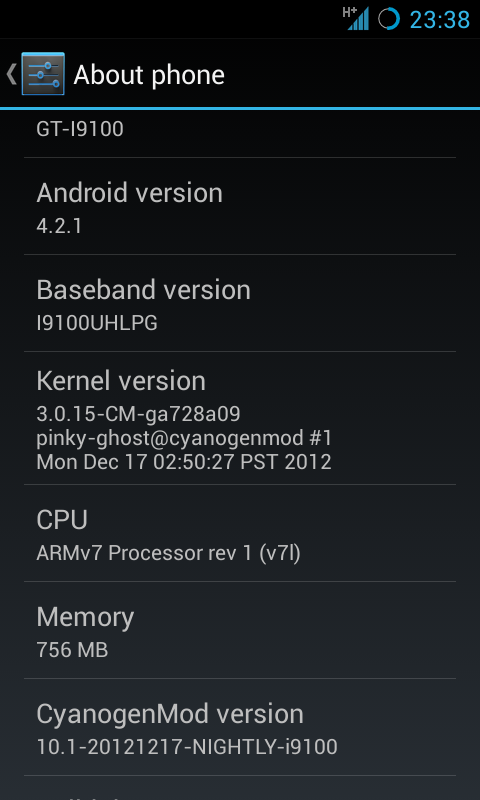 H+ 23:38
About phone
GT-I9100
Android version
4.2.1
Baseband version
I9100UHLPG
Kernel version
3.0.15-CM-ga728a09
pinky-ghost@cyanogenmod #1
Mon Dec 17 02:50:27 PST 2012
CPU
ARMv7 Processor rev 1 (v7l)
Memory
756 MB
CyanogenMod version
10.1-20121217-NIGHTLY-i9100